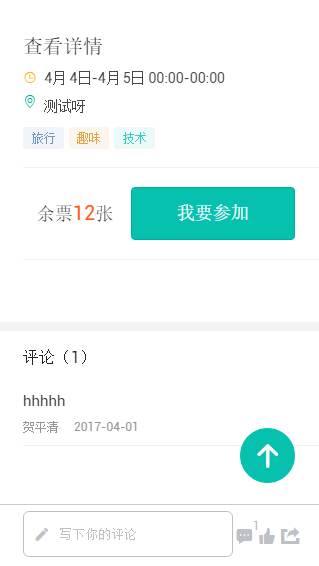 查看详情
4月 4日-4月 5日 00:00-00:00
测试呀
旅行 趣味 技术
余票12张 我要参加
评论（1）
hhhhh
贺平清 2017-04-01
写下你的评论 1